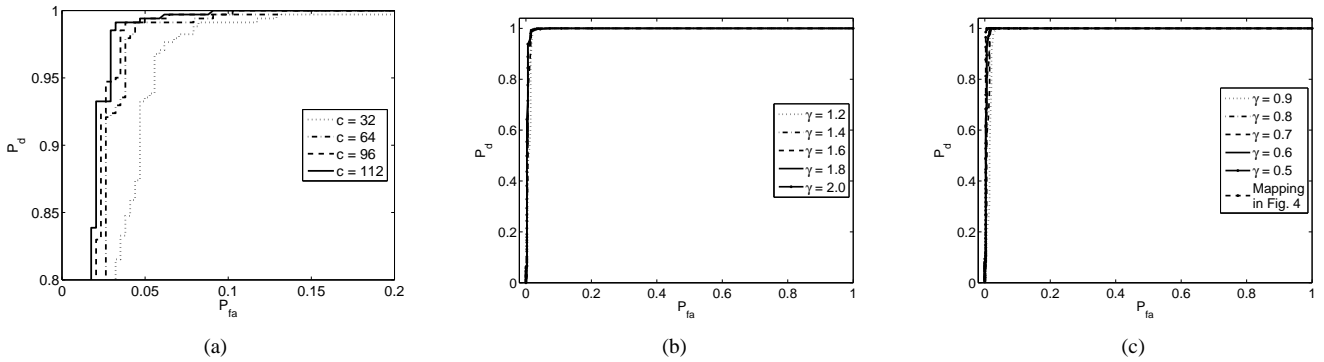 1
0.95
0.9
0.85
0.8
P_d
0
0.05
0.1
0.15
0.2
P_fa
c = 32
c = 64
c = 96
c = 112
(a)
1
0.8
0.6
0.4
0.2
0
P_d
0
0.2
0.4
0.6
0.8
1
P_fa
γ = 1.2
γ = 1.4
γ = 1.6
γ = 1.8
γ = 2.0
(b)
1
0.8
0.6
0.4
0.2
0
P_d
0
0.2
0.4
0.6
0.8
1
P_fa
γ = 0.9
γ = 0.8
γ = 0.7
γ = 0.6
γ = 0.5
Mapping
in Fig. 4
(c)